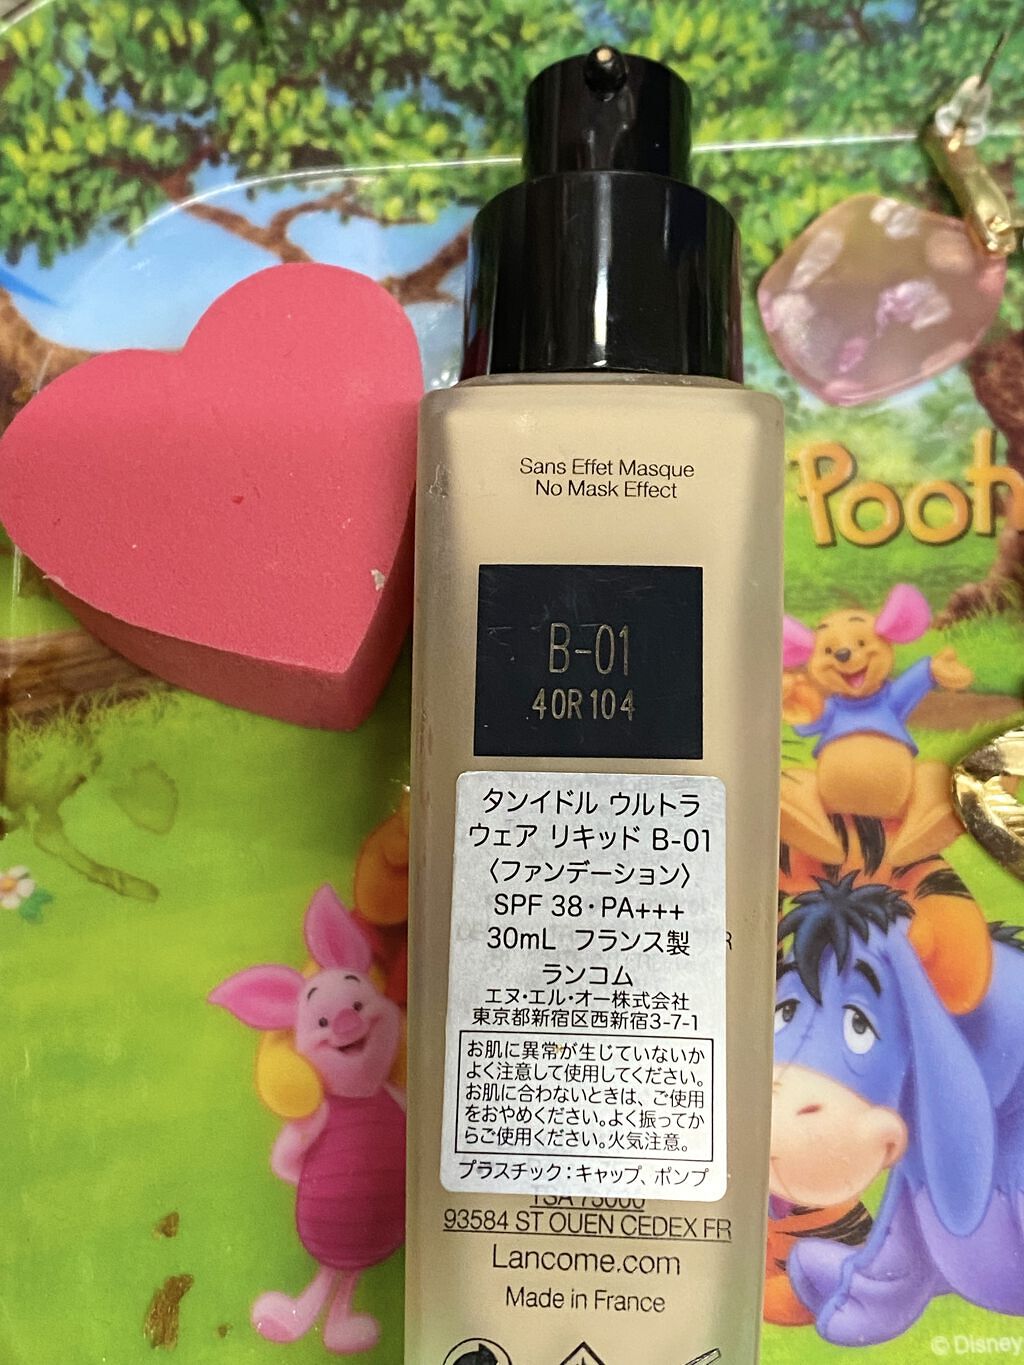 Sans Effet Masque
No Mask Effect
Pooh
B-01
40R104
タンイドル ウルトラ
ウェア リキッド B-01
〈ファンデーション〉
SPF 38・PA+++
30mL フランス製
ランコム
エヌ・エル・オー株式会社
東京都新宿区西新宿3-7-1
お肌に異常が生じていないか
よく注意して使用してください。
お肌に合わないときは、ご使用
をおやめください。よく振ってか
らご使用ください。火気注意。
プラスチック:キャップ、ポンプ
TSA 75000
93584 ST OUEN CEDEX FR
Lancome.com
Made in France
© Disney